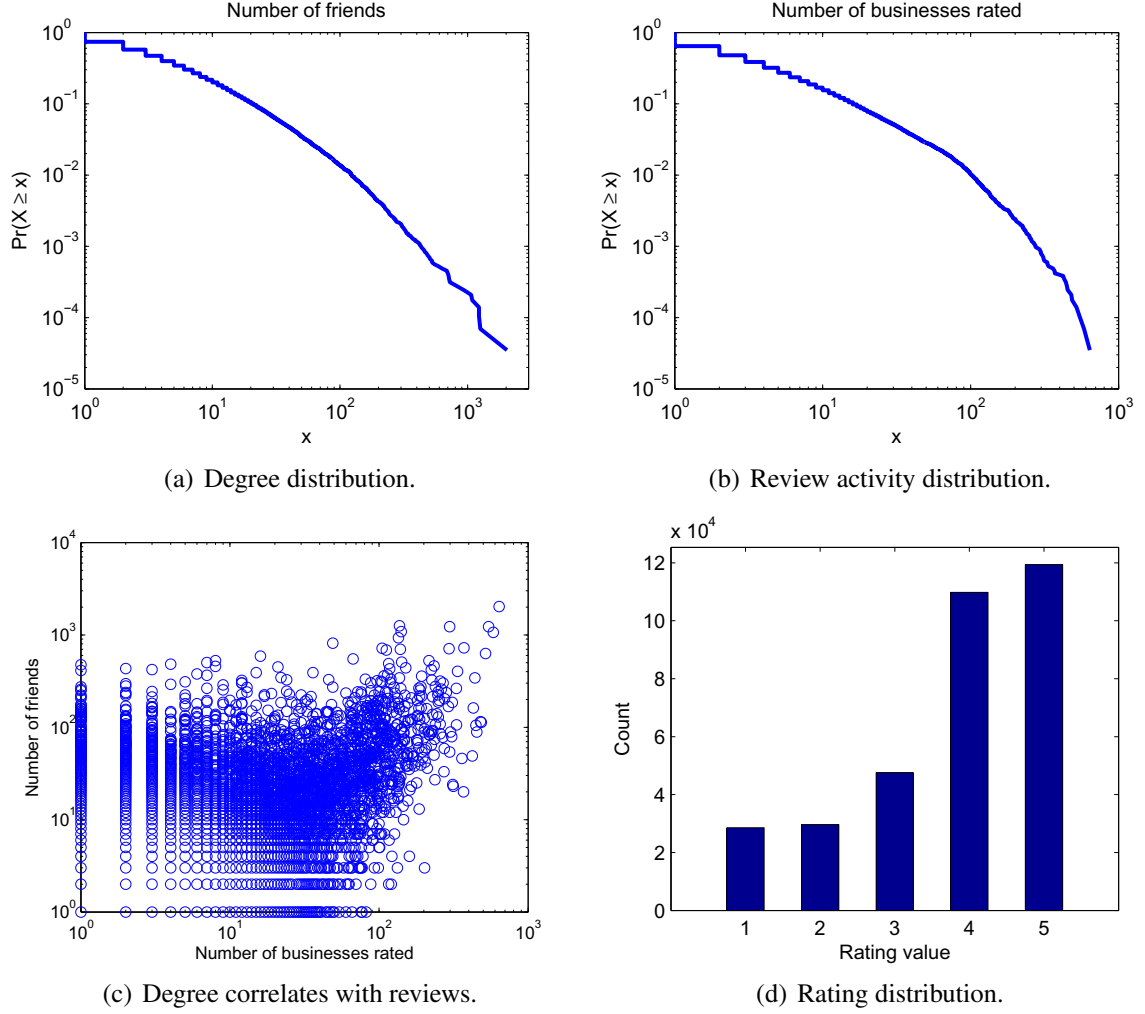 Number of friends
10^0
10^-1
10^-2
10^-3
10^-4
10^-5
Pr(X ≥ x)
10^0 10^1 10^2 10^3
x
(a) Degree distribution.
Number of businesses rated
10^0
10^-1
10^-2
10^-3
10^-4
10^-5
Pr(X ≥ x)
10^0 10^1 10^2 10^3
x
(b) Review activity distribution.
10^4
10^3
10^2
10^1
10^0
Number of friends
10^0 10^1 10^2 10^3
Number of businesses rated
(c) Degree correlates with reviews.
x 10^4
12
10
8
6
4
2
0
Count
1 2 3 4 5
Rating value
(d) Rating distribution.